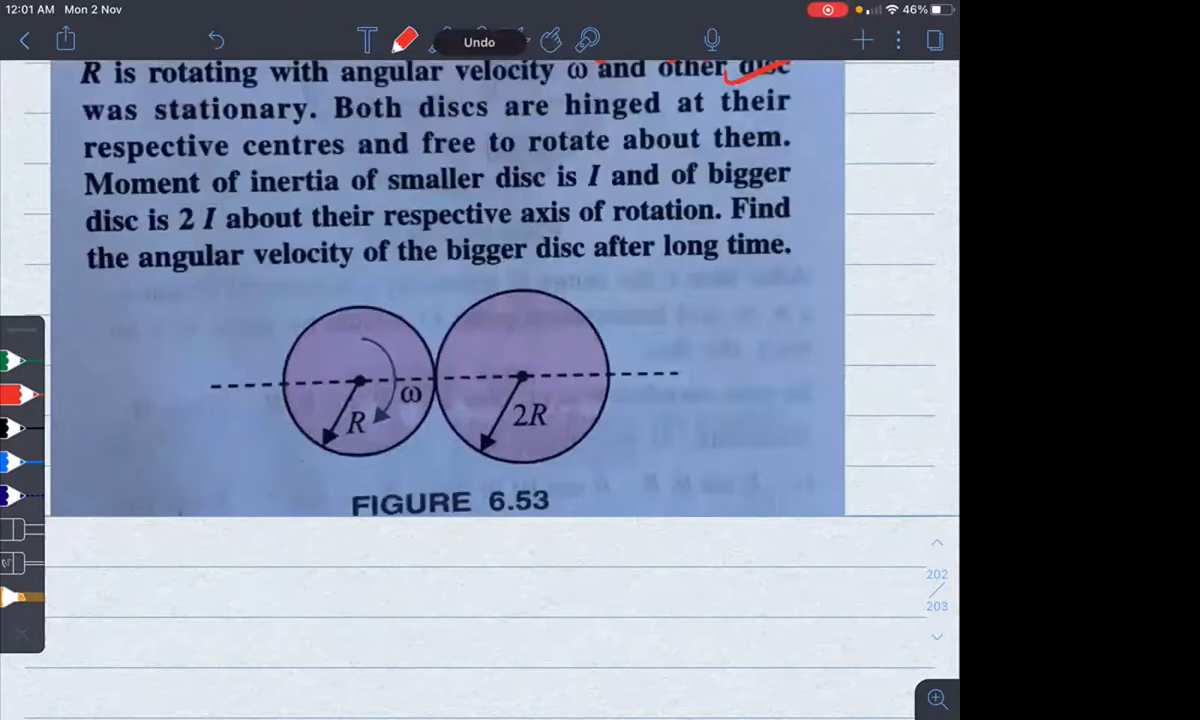 12:01 AM Mon 2 Nov
46%
T
Undo
R is rotating with angular velocity ω and other disc
was stationary. Both discs are hinged at their
respective centres and free to rotate about them.
Moment of inertia of smaller disc is I and of bigger
disc is 2 I about their respective axis of rotation. Find
the angular velocity of the bigger disc after long time.
ω
R
2R
FIGURE 6.53
202
203